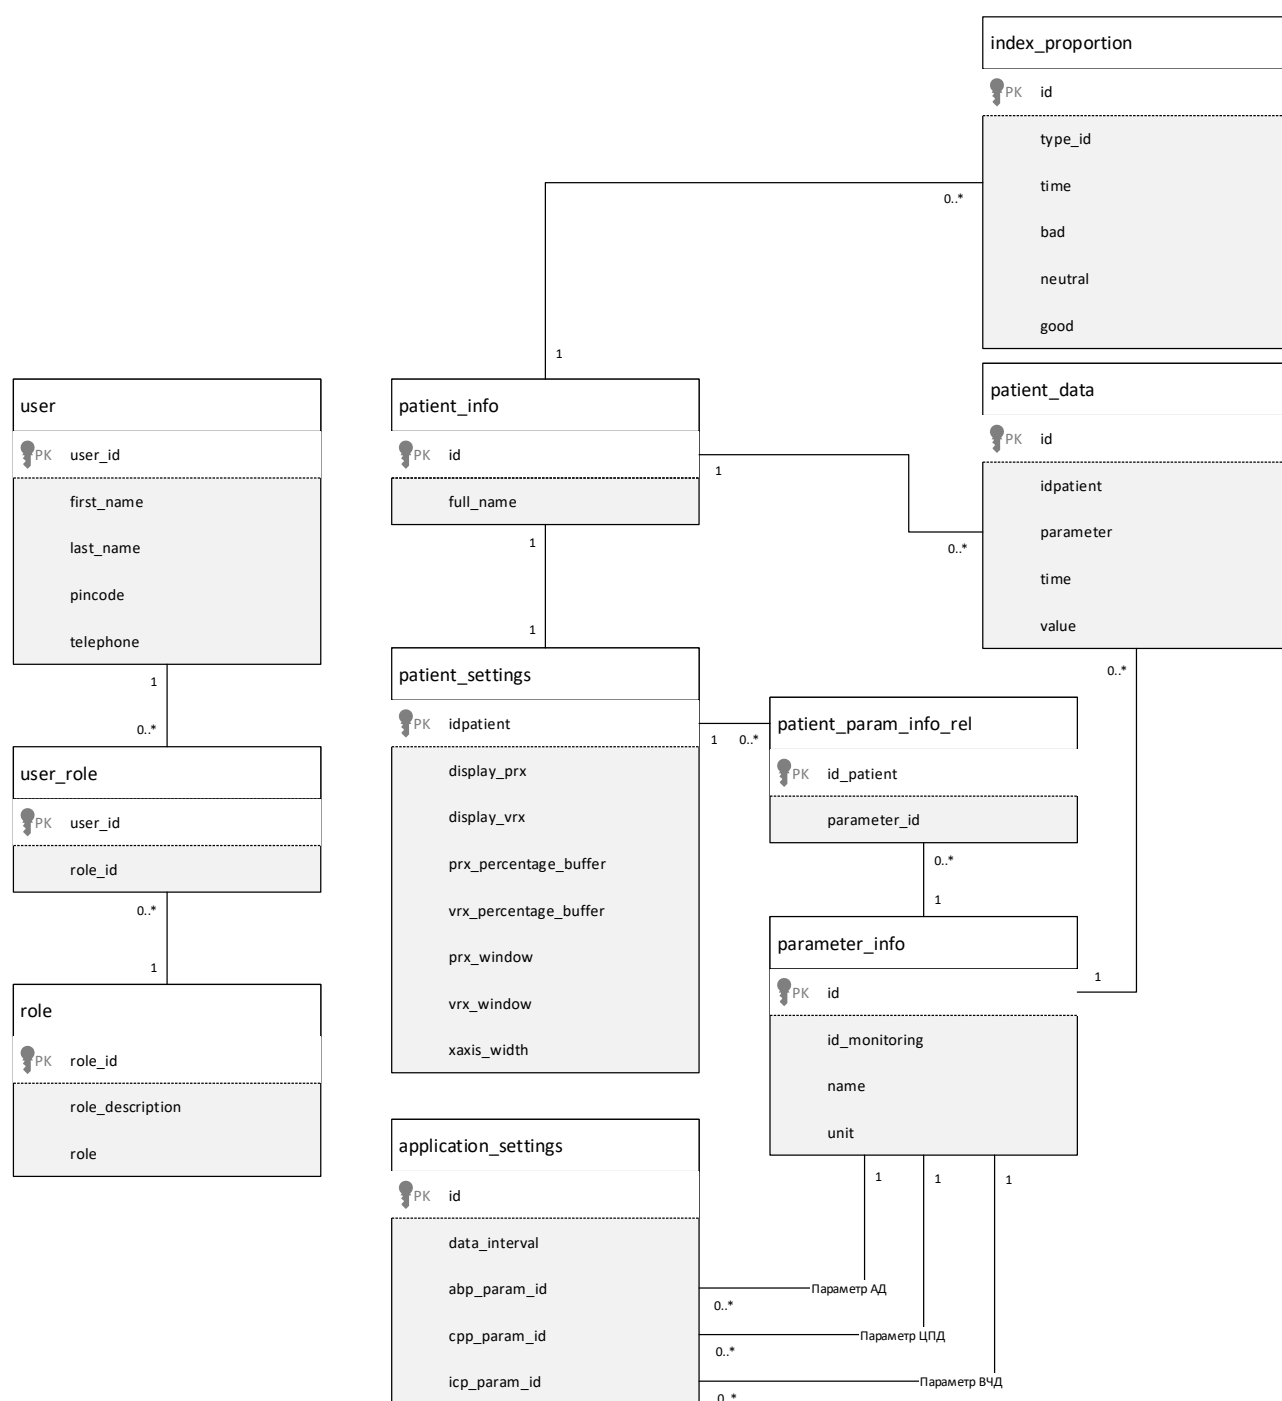 index_proportion
PK id
type_id
time
0..*
bad
neutral
good
1
user
PK user_id
first_name
last_name
pincode
telephone
1
0..*
user_role
PK user_id
role_id
0..*
1
role
PK role_id
role_description
role
patient_info
PK id
full_name
1
1
1
patient_settings
PK idpatient
display_prx
display_vrx
prx_percentage_buffer
vrx_percentage_buffer
prx_window
vrx_window
xaxis_width
patient_data
PK id
idpatient
parameter
0..*
time
value
0..*
1 0..*
patient_param_info_rel
PK id_patient
parameter_id
0..*
1
parameter_info
PK id
1
id_monitoring
name
unit
1 1 1
application_settings
PK id
data_interval
abp_param_id
Параметр АД
0..*
cpp_param_id
Параметр ЦПД
0..*
icp_param_id
Параметр ВЧД
0..*